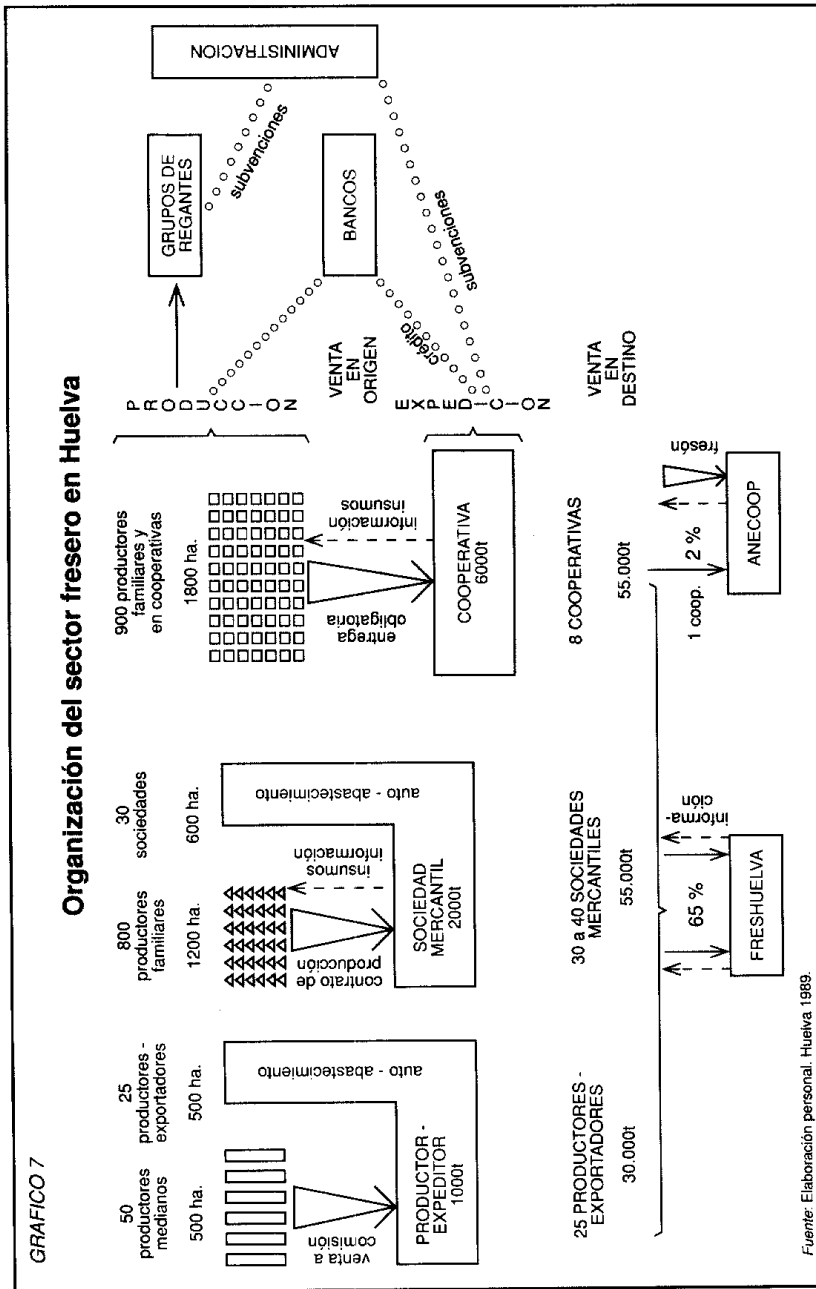 GRAFICO 7
Organización del sector fresero en Huelva
50
productores
medianos
500 ha.
25
productores -
exportadores
500 ha.
800
productores
familiares
1200 ha.
30
sociedades
600 ha.
900 productores
familiares y
en cooperativas
1800 ha.
PRODUCCION
GRUPOS DE
REGANTES
ADMINISTRACION
subvenciones
venta a
comisión
auto - abastecimiento
PRODUCTOR -
EXPEDITOR
1000t
contrato de
producción
insumos
información
auto - abastecimiento
SOCIEDAD
MERCANTIL
2000t
entrega
obligatoria
información
insumos
COOPERATIVA
6000t
VENTA
EN
ORIGEN
BANCOS
crédito
subvenciones
EXPEDICION
25 PRODUCTORES -
EXPORTADORES
30.000t
30 a 40 SOCIEDADES
MERCANTILES
55.000t
8 COOPERATIVAS
55.000t
VENTA
EN
DESTINO
65 %
informa-
ción
FRESHUELVA
1 coop.
2 %
fresón
ANECOOP
Fuente: Elaboración personal. Huelva 1989.